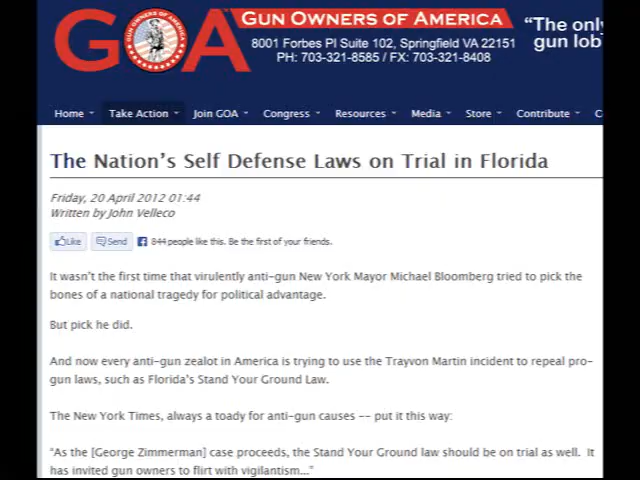 GOA
GUN OWNERS OF AMERICA
"The only
8001 Forbes Pl Suite 102, Springfield VA 22151
gun lob
PH: 703-321-8585 / FX: 703-321-8408
Home Take Action Join GOA Congress Resources Media Store Contribute C
The Nation's Self Defense Laws on Trial in Florida
Friday, 20 April 2012 01:44
Written by John Velleco
Like Send 844 people like this. Be the first of your friends.
It wasn't the first time that virulently anti-gun New York Mayor Michael Bloomberg tried to pick the
bones of a national tragedy for political advantage.
But pick he did.
And now every anti-gun zealot in America is trying to use the Trayvon Martin incident to repeal pro-
gun laws, such as Florida's Stand Your Ground Law.
The New York Times, always a toady for anti-gun causes -- put it this way:
"As the [George Zimmerman] case proceeds, the Stand Your Ground law should be on trial as well. It
has invited gun owners to flirt with vigilantism..."